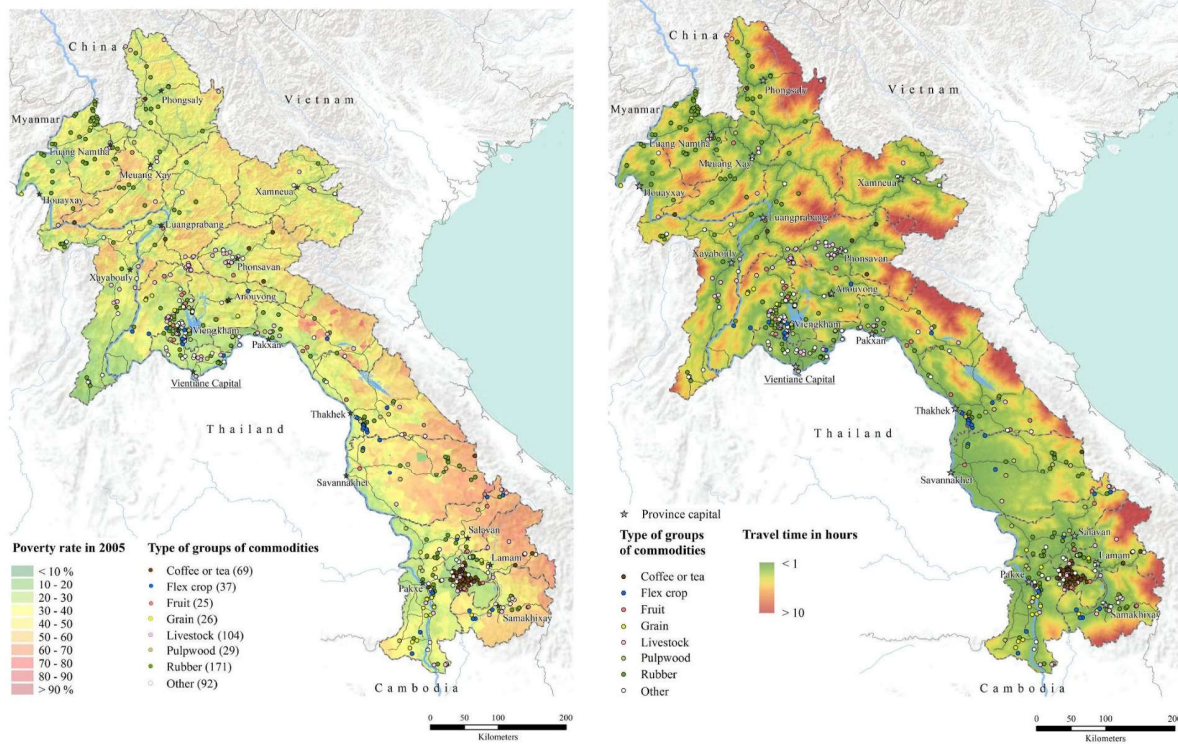 China
Vietnam
Myanmar
Phongsaly
Luang Namtha
Meuang Xay
Houayxay
Xamneua
Luangprabang
Xayabouly
Phonsavan
Anouvong
Viengkham
Pakxan
Vientiane Capital
Thakhek
Thailand
Savannakhet
Salavan
Lamam
Pakxe
Samakhixay
Cambodia
Poverty rate in 2005
< 10 %
10 - 20
20 - 30
30 - 40
40 - 50
50 - 60
60 - 70
70 - 80
80 - 90
> 90 %
Type of groups of commodities
Coffee or tea (69)
Flex crop (37)
Fruit (25)
Grain (26)
Livestock (104)
Pulpwood (29)
Rubber (171)
Other (92)
0 50 100 200
Kilometers
China
Vietnam
Myanmar
Phongsaly
Luang Namtha
Meuang Xay
Houayxay
Xamneua
Luangprabang
Xayabouly
Phonsavan
Anouvong
Viengkham
Pakxan
Vientiane Capital
Thakhek
Thailand
Savannakhet
Salavan
Lamam
Pakxe
Samakhixay
Cambodia
Province capital
Type of groups
of commodities
Coffee or tea
Flex crop
Fruit
Grain
Livestock
Pulpwood
Rubber
Other
Travel time in hours
< 1
> 10
0 50 100 200
Kilometers